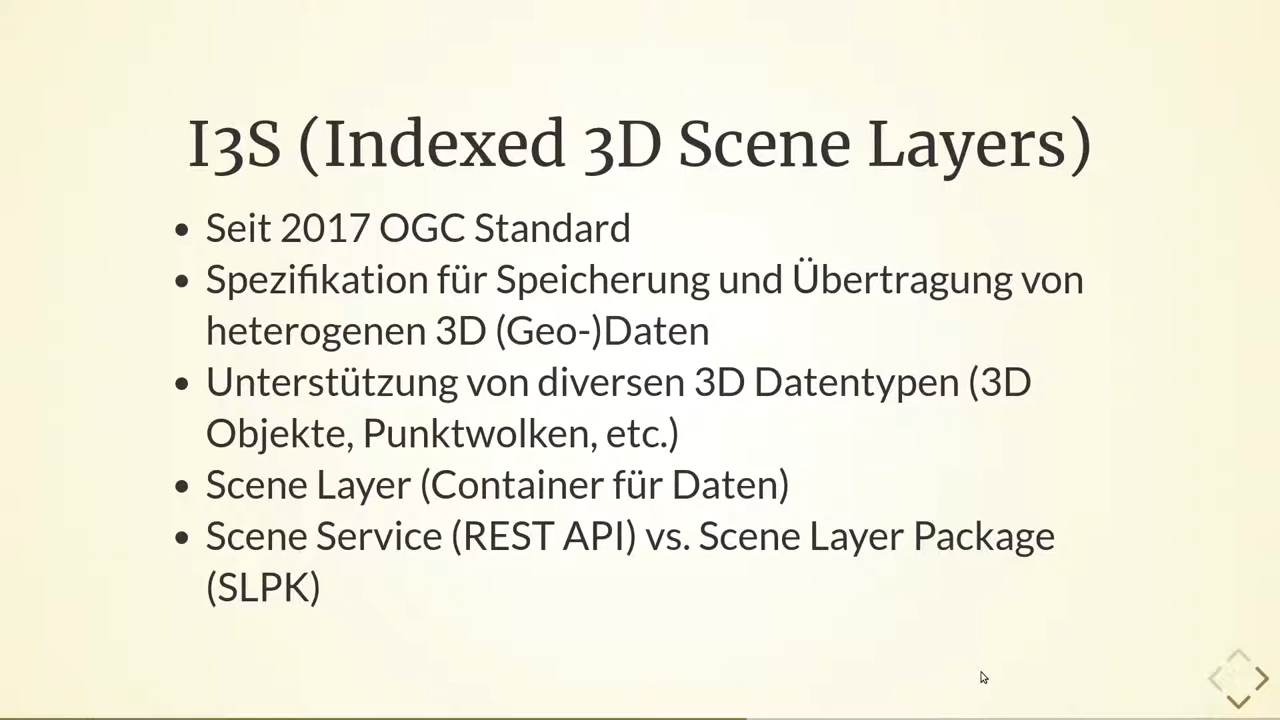 I3S (Indexed 3D Scene Layers)
• Seit 2017 OGC Standard
• Spezifikation für Speicherung und Übertragung von
heterogenen 3D (Geo-)Daten
• Unterstützung von diversen 3D Datentypen (3D
Objekte, Punktwolken, etc.)
• Scene Layer (Container für Daten)
• Scene Service (REST API) vs. Scene Layer Package
(SLPK)